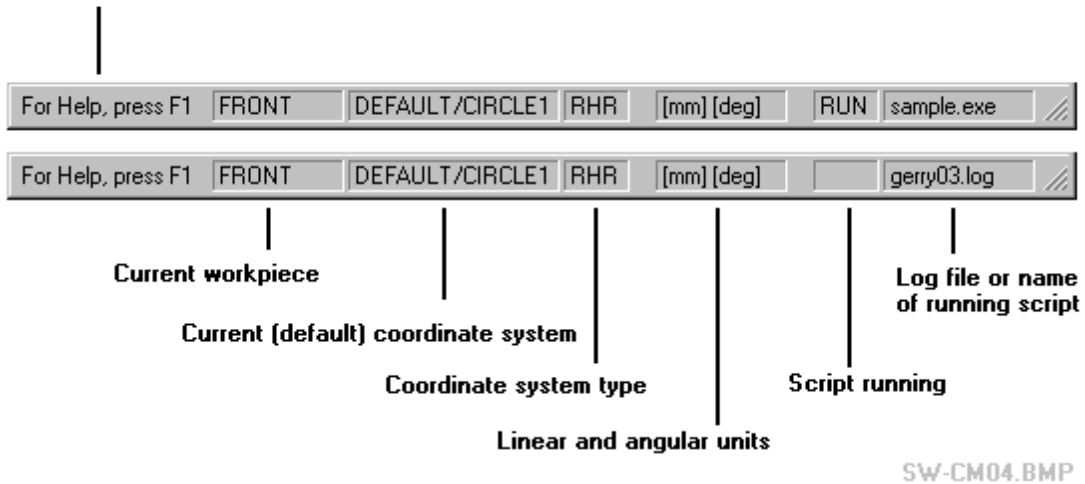 For Help, press F1 FRONT DEFAULT/CIRCLE1 RHR [mm] [deg] RUN sample.exe
For Help, press F1 FRONT DEFAULT/CIRCLE1 RHR [mm] [deg] gerry03.log
Current workpiece
Log file or name
of running script
Current (default) coordinate system
Coordinate system type
Script running
Linear and angular units
SW-CM04.BMP